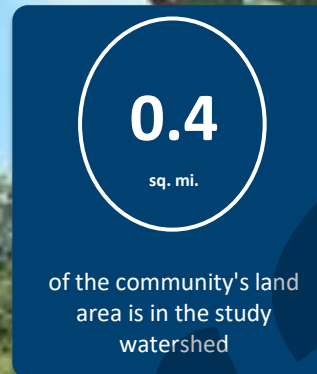 0.4
sq. mi.
of the community's land
area is in the study
watershed